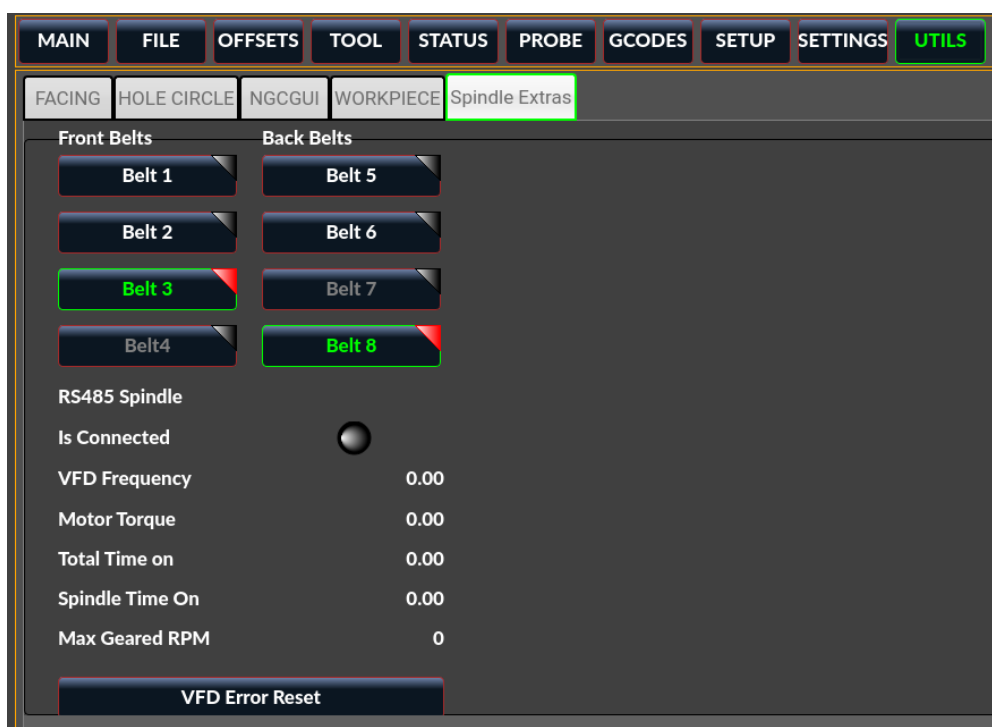 MAIN FILE OFFSETS TOOL STATUS PROBE GCODES SETUP SETTINGS UTILS
FACING HOLE CIRCLE NGCGUI WORKPIECE Spindle Extras
Front Belts Back Belts
Belt 1 Belt 5
Belt 2 Belt 6
Belt 3 Belt 7
Belt4 Belt 8
RS485 Spindle
Is Connected
VFD Frequency 0.00
Motor Torque 0.00
Total Time on 0.00
Spindle Time On 0.00
Max Geared RPM 0
VFD Error Reset